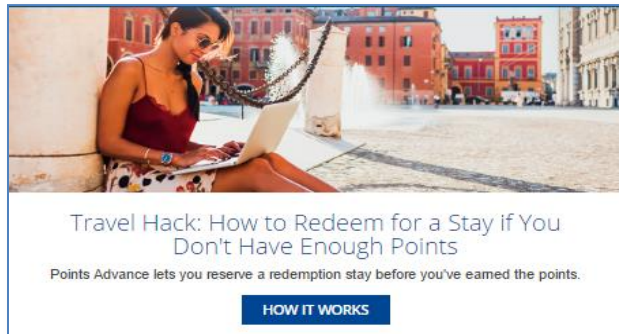 Travel Hack: How to Redeem for a Stay if You
Don't Have Enough Points
Points Advance lets you reserve a redemption stay before you've earned the points.
HOW IT WORKS